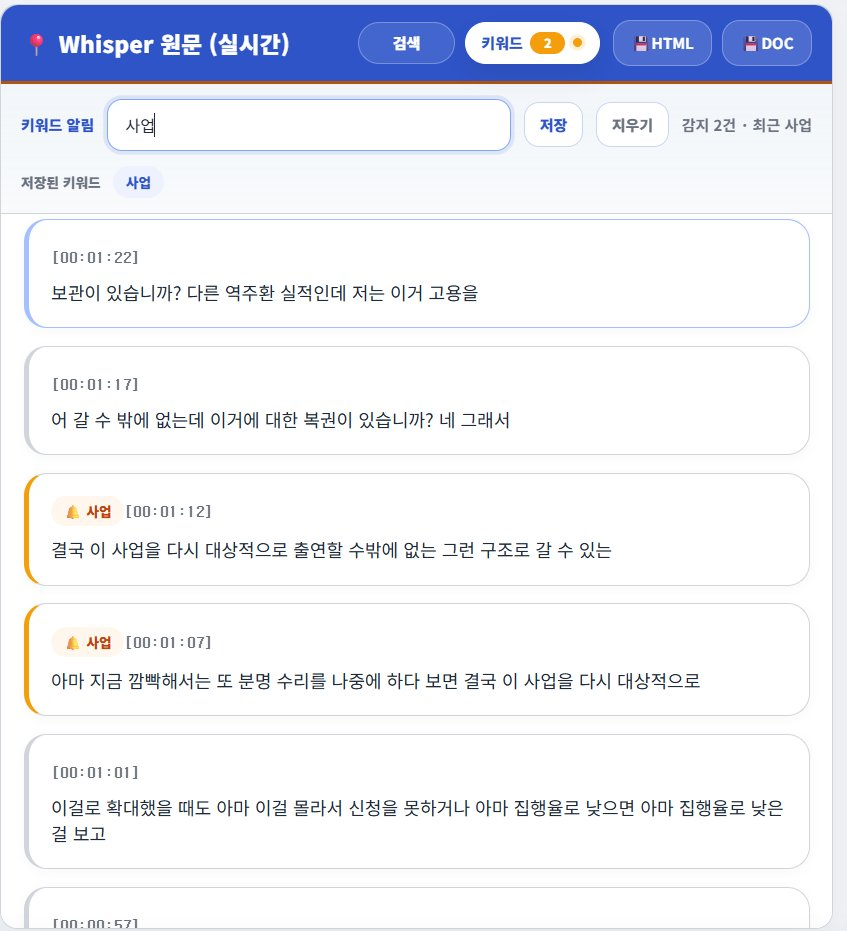 Whisper 원문 (실시간) 검색 키워드 2 HTML DOC
키워드 알림 사업 저장 지우기 감지 2건 · 최근 사업
저장된 키워드 사업
[00:01:22]
보관이 있습니까? 다른 역주환 실적인데 저는 이거 고용을
[00:01:17]
어 갈 수 밖에 없는데 이거에 대한 복권이 있습니까? 네 그래서
사업 [00:01:12]
결국 이 사업을 다시 대상적으로 출연할 수밖에 없는 그런 구조로 갈 수 있는
사업 [00:01:07]
아마 지금 깜빡해서는 또 분명 수리를 나중에 하다 보면 결국 이 사업을 다시 대상적으로
[00:01:01]
이걸로 확대했을 때도 아마 이걸 몰라서 신청을 못하거나 아마 집행율로 낮으면 아마 집행율로 낮은
걸 보고
[00:00:57]